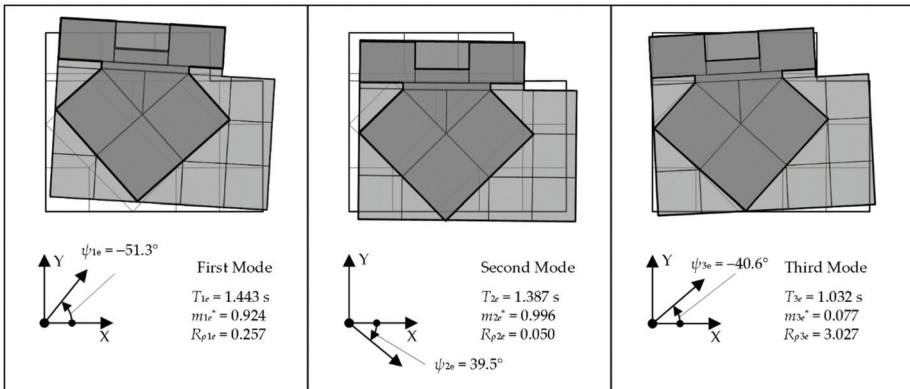 ψ1e = −51.3°
Y
X
First Mode
T1e = 1.443 s
m1e* = 0.924
Rρ1e = 0.257
Y
X
ψ2e = 39.5°
Second Mode
T2e = 1.387 s
m2e* = 0.996
Rρ2e = 0.050
ψ3e = −40.6°
Y
X
Third Mode
T3e = 1.032 s
m3e* = 0.077
Rρ3e = 3.027